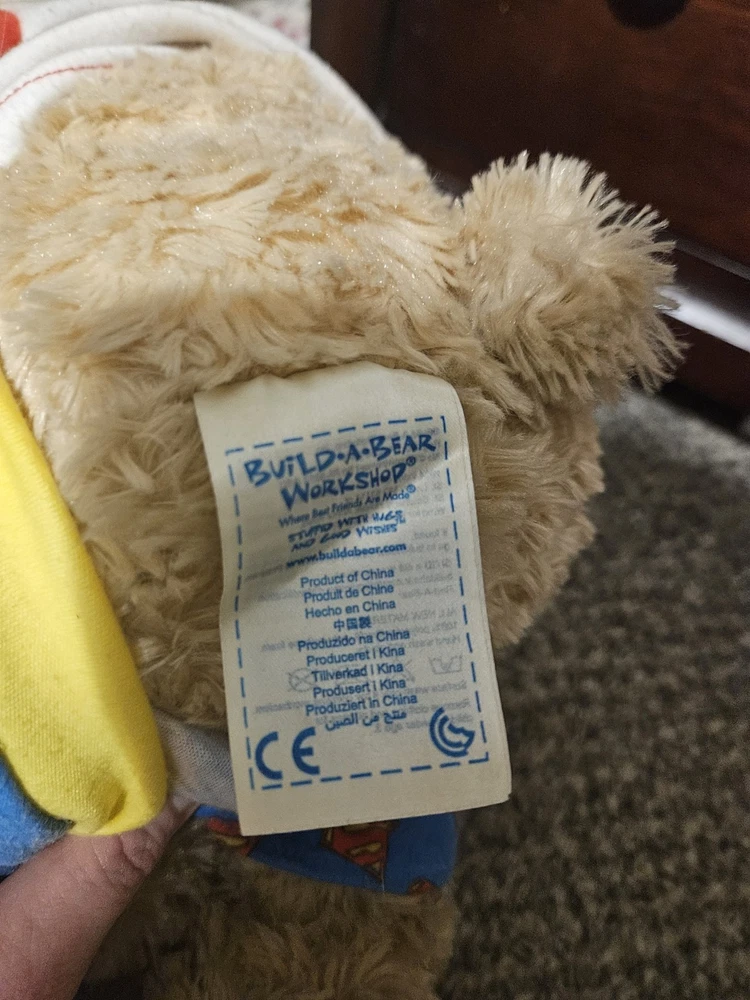 BUILD-A-BEAR
WORKSHOP®
Where Best Friends Are Made®
STUFFED WITH HUGS
AND GOOD WISHES™
www.buildabear.com
Product of China
Produit de Chine
Hecho en China
中国製
Produzido na China
Produceret i Kina
Tillverkad i Kina
Produsert i Kina
Produziert in China
منتج من الصين
CE